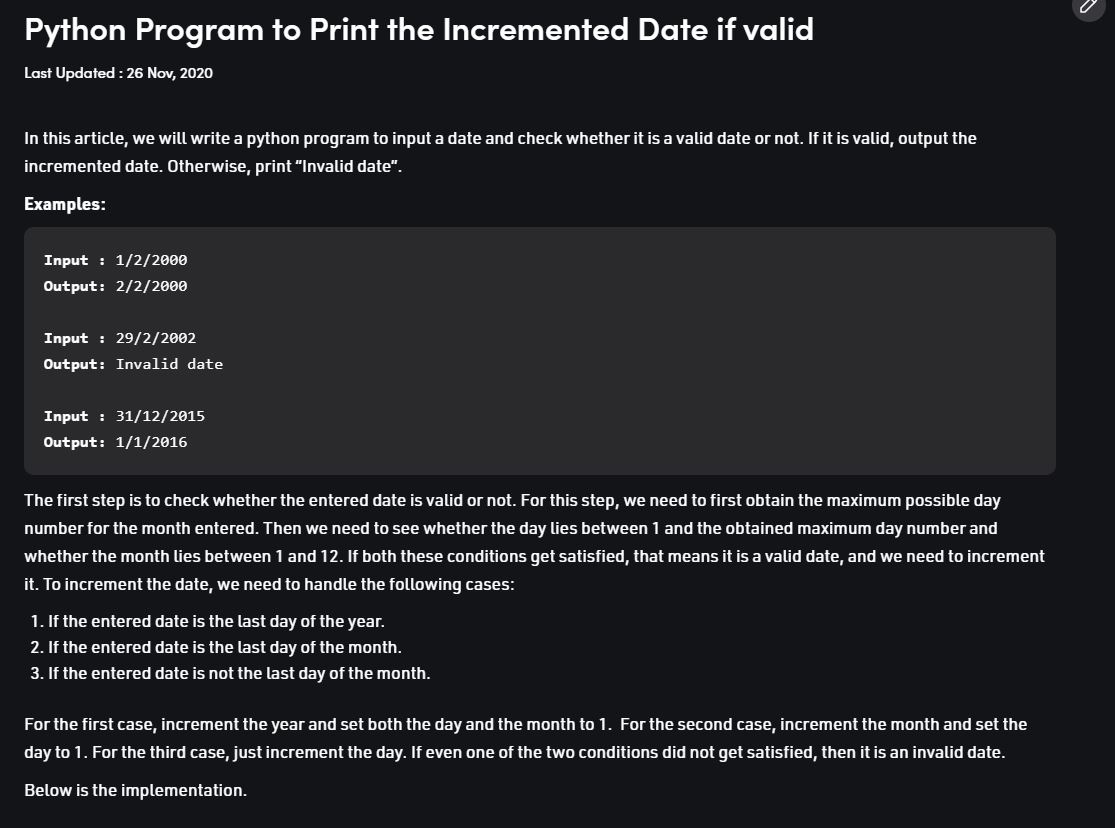 Python Program to Print the Incremented Date if valid
Last Updated : 26 Nov, 2020
In this article, we will write a python program to input a date and check whether it is a valid date or not. If it is valid, output the
incremented date. Otherwise, print “Invalid date”.
Examples:
Input : 1/2/2000
Output: 2/2/2000
Input : 29/2/2002
Output: Invalid date
Input : 31/12/2015
Output: 1/1/2016
The first step is to check whether the entered date is valid or not. For this step, we need to first obtain the maximum possible day
number for the month entered. Then we need to see whether the day lies between 1 and the obtained maximum day number and
whether the month lies between 1 and 12. If both these conditions get satisfied, that means it is a valid date, and we need to increment
it. To increment the date, we need to handle the following cases:
1. If the entered date is the last day of the year.
2. If the entered date is the last day of the month.
3. If the entered date is not the last day of the month.
For the first case, increment the year and set both the day and the month to 1.  For the second case, increment the month and set the
day to 1. For the third case, just increment the day. If even one of the two conditions did not get satisfied, then it is an invalid date.
Below is the implementation.